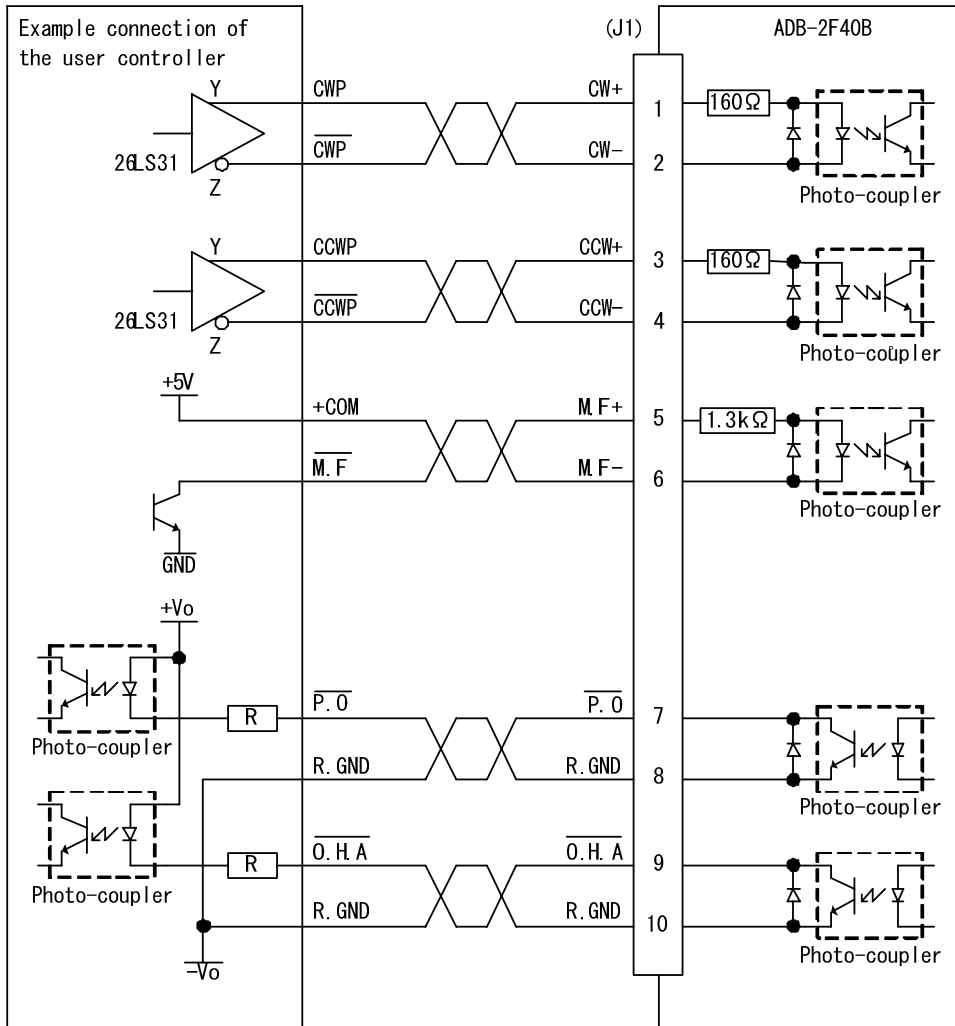 Example connection of
the user controller
(J1)
ADB-2F40B
Y
CWP
CW+
1
160Ω
26LS31
C̅W̅P̅
CW-
2
Z
Photo-coupler
Y
CCWP
CCW+
3
160Ω
26LS31
C̅C̅W̅P̅
CCW-
4
Z
Photo-coupler
+5V
+COM
M.F+
5
1.3kΩ
M̅.̅F̅
M.F-
6
Photo-coupler
GND
+Vo
R
P̅.̅O̅
P̅.̅O̅
7
Photo-coupler
R.GND
R.GND
8
Photo-coupler
R
O̅.̅H̅.̅A̅
O̅.̅H̅.̅A̅
9
Photo-coupler
R.GND
R.GND
10
Photo-coupler
-Vo